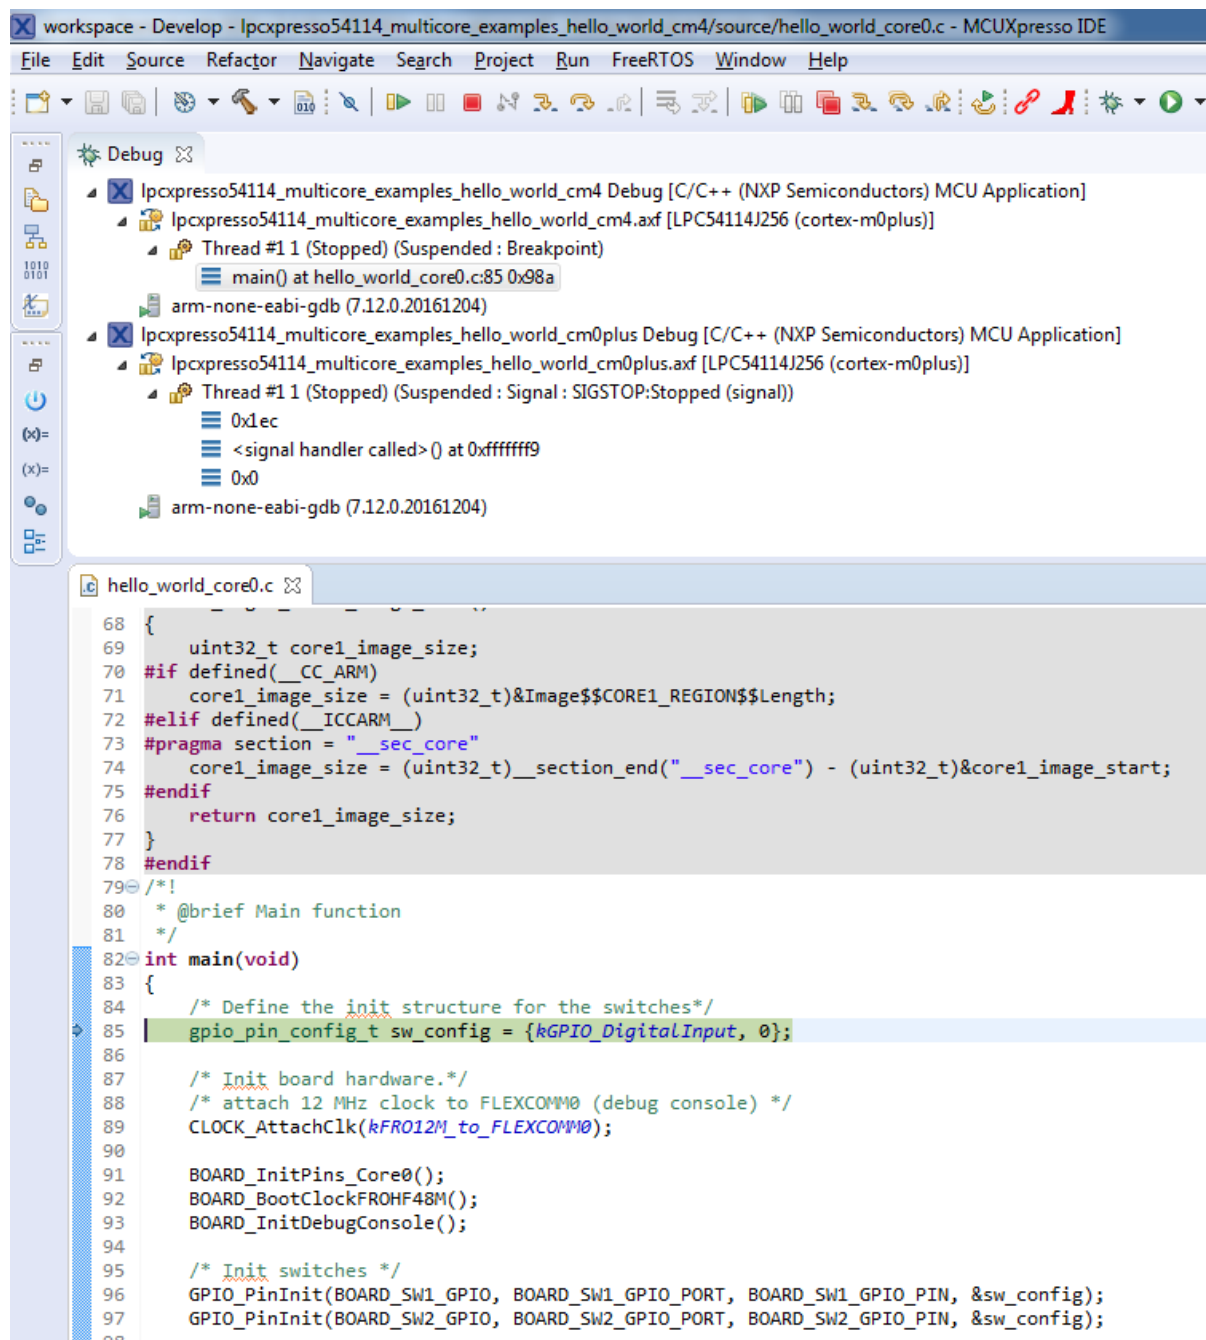 workspace - Develop - lpcxpresso54114_multicore_examples_hello_world_cm4/source/hello_world_core0.c - MCUXpresso IDE
File Edit Source Refactor Navigate Search Project Run FreeRTOS Window Help
Debug
lpcxpresso54114_multicore_examples_hello_world_cm4 Debug [C/C++ (NXP Semiconductors) MCU Application]
lpcxpresso54114_multicore_examples_hello_world_cm4.axf [LPC54114J256 (cortex-m0plus)]
Thread #1 1 (Stopped) (Suspended : Breakpoint)
main() at hello_world_core0.c:85 0x98a
arm-none-eabi-gdb (7.12.0.20161204)
lpcxpresso54114_multicore_examples_hello_world_cm0plus Debug [C/C++ (NXP Semiconductors) MCU Application]
lpcxpresso54114_multicore_examples_hello_world_cm0plus.axf [LPC54114J256 (cortex-m0plus)]
Thread #1 1 (Stopped) (Suspended : Signal : SIGSTOP:Stopped (signal))
0x1ec
<signal handler called>() at 0xfffffff9
0x0
arm-none-eabi-gdb (7.12.0.20161204)
hello_world_core0.c
68 {
69     uint32_t core1_image_size;
70 #if defined(__CC_ARM)
71     core1_image_size = (uint32_t)&Image$$CORE1_REGION$$Length;
72 #elif defined(__ICCARM__)
73 #pragma section = "__sec_core"
74     core1_image_size = (uint32_t)__section_end("__sec_core") - (uint32_t)&core1_image_start;
75 #endif
76     return core1_image_size;
77 }
78 #endif
79 /*!
80  * @brief Main function
81  */
82 int main(void)
83 {
84     /* Define the init structure for the switches*/
85     gpio_pin_config_t sw_config = {kGPIO_DigitalInput, 0};
86
87     /* Init board hardware.*/
88     /* attach 12 MHz clock to FLEXCOMM0 (debug console) */
89     CLOCK_AttachClk(kFRO12M_to_FLEXCOMM0);
90
91     BOARD_InitPins_Core0();
92     BOARD_BootClockFROHF48M();
93     BOARD_InitDebugConsole();
94
95     /* Init switches */
96     GPIO_PinInit(BOARD_SW1_GPIO, BOARD_SW1_GPIO_PORT, BOARD_SW1_GPIO_PIN, &sw_config);
97     GPIO_PinInit(BOARD_SW2_GPIO, BOARD_SW2_GPIO_PORT, BOARD_SW2_GPIO_PIN, &sw_config);